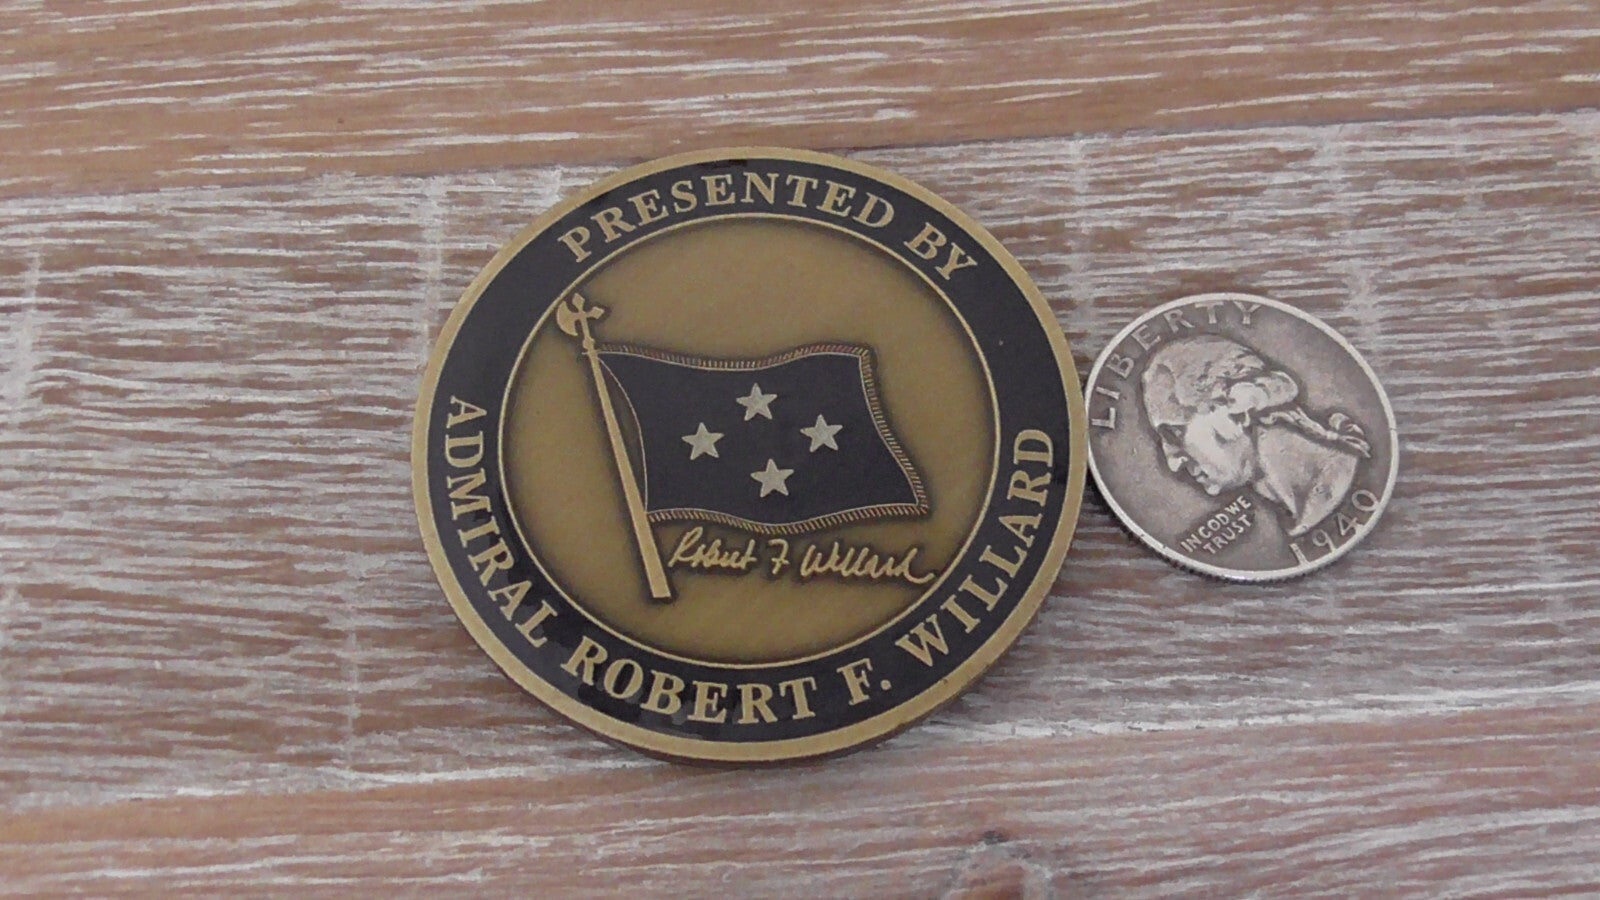 PRESENTED BY
Robert F Willard
ADMIRAL ROBERT F. WILLARD
LIBERTY
IN GOD WE
TRUST
1940